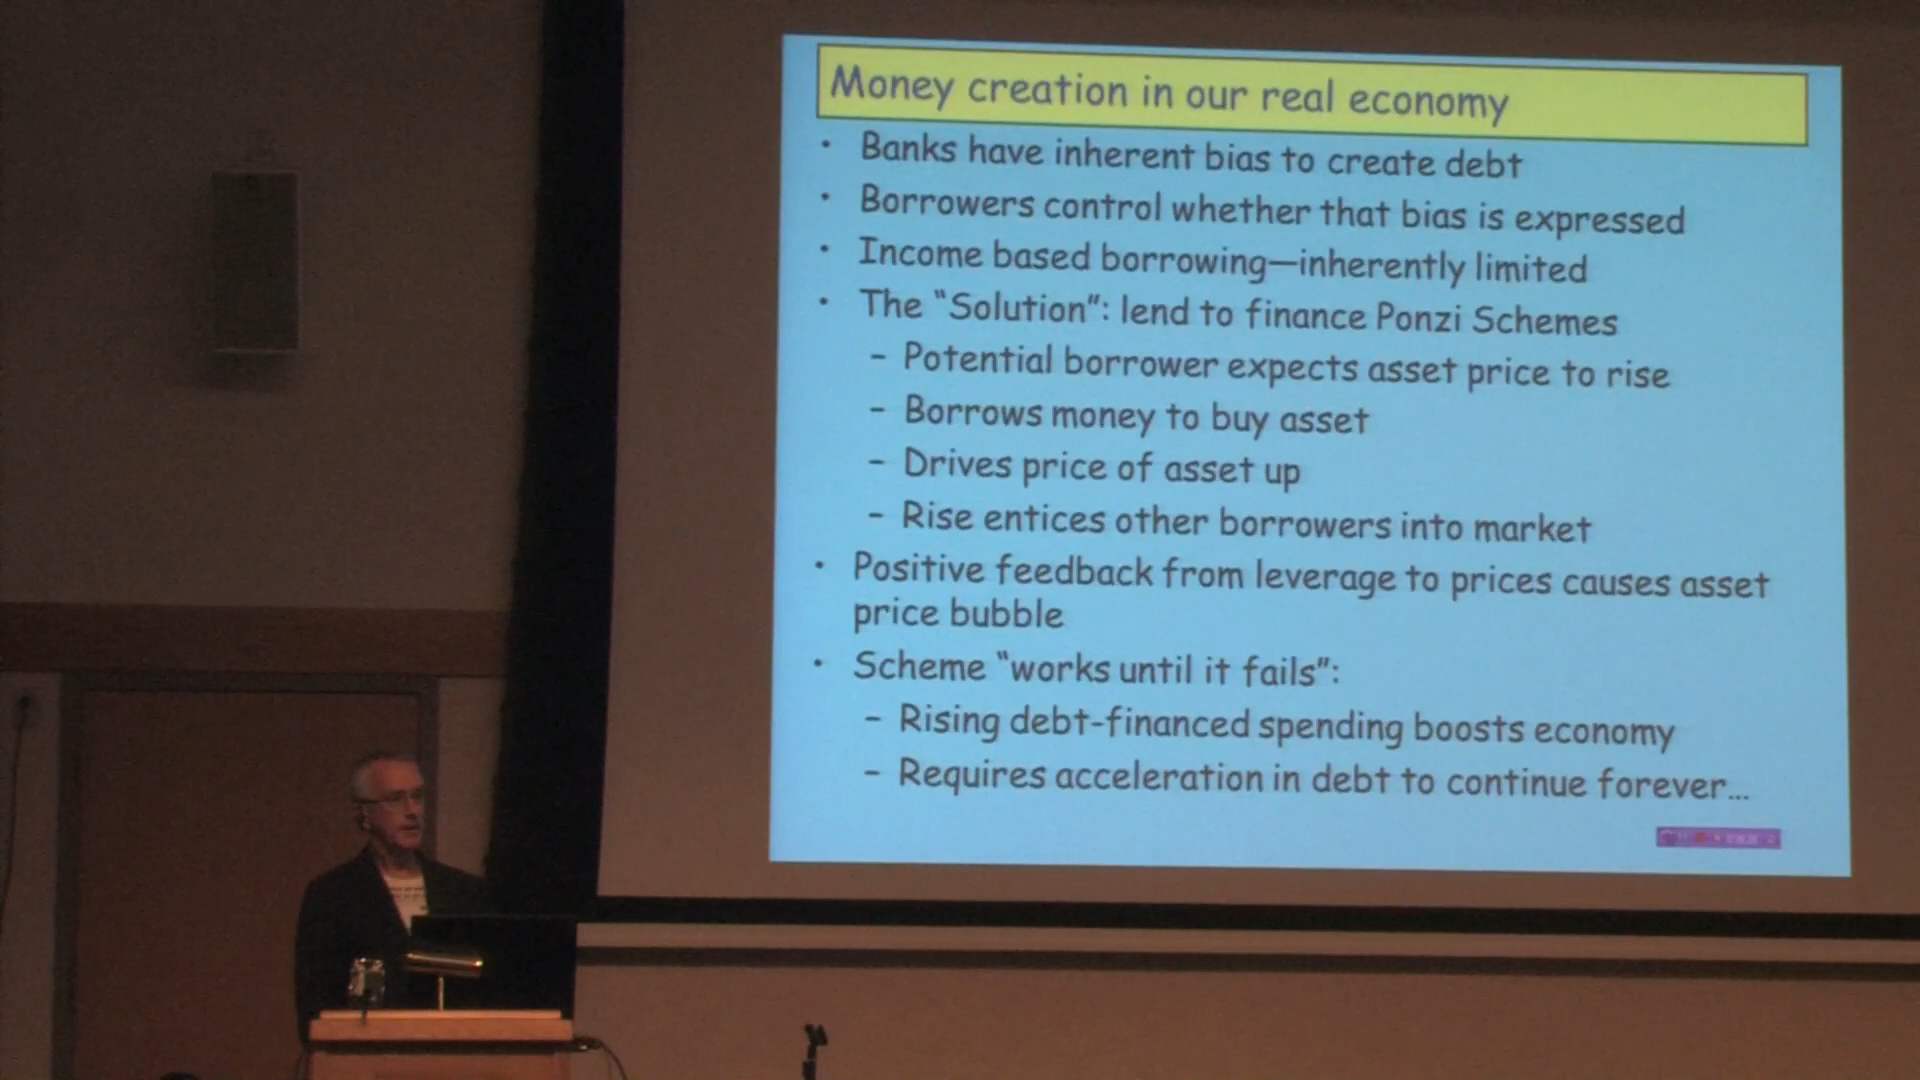 Money creation in our real economy
• Banks have inherent bias to create debt
• Borrowers control whether that bias is expressed
• Income based borrowing—inherently limited
• The "Solution": lend to finance Ponzi Schemes
– Potential borrower expects asset price to rise
– Borrows money to buy asset
– Drives price of asset up
– Rise entices other borrowers into market
• Positive feedback from leverage to prices causes asset
price bubble
• Scheme "works until it fails":
– Rising debt-financed spending boosts economy
– Requires acceleration in debt to continue forever…